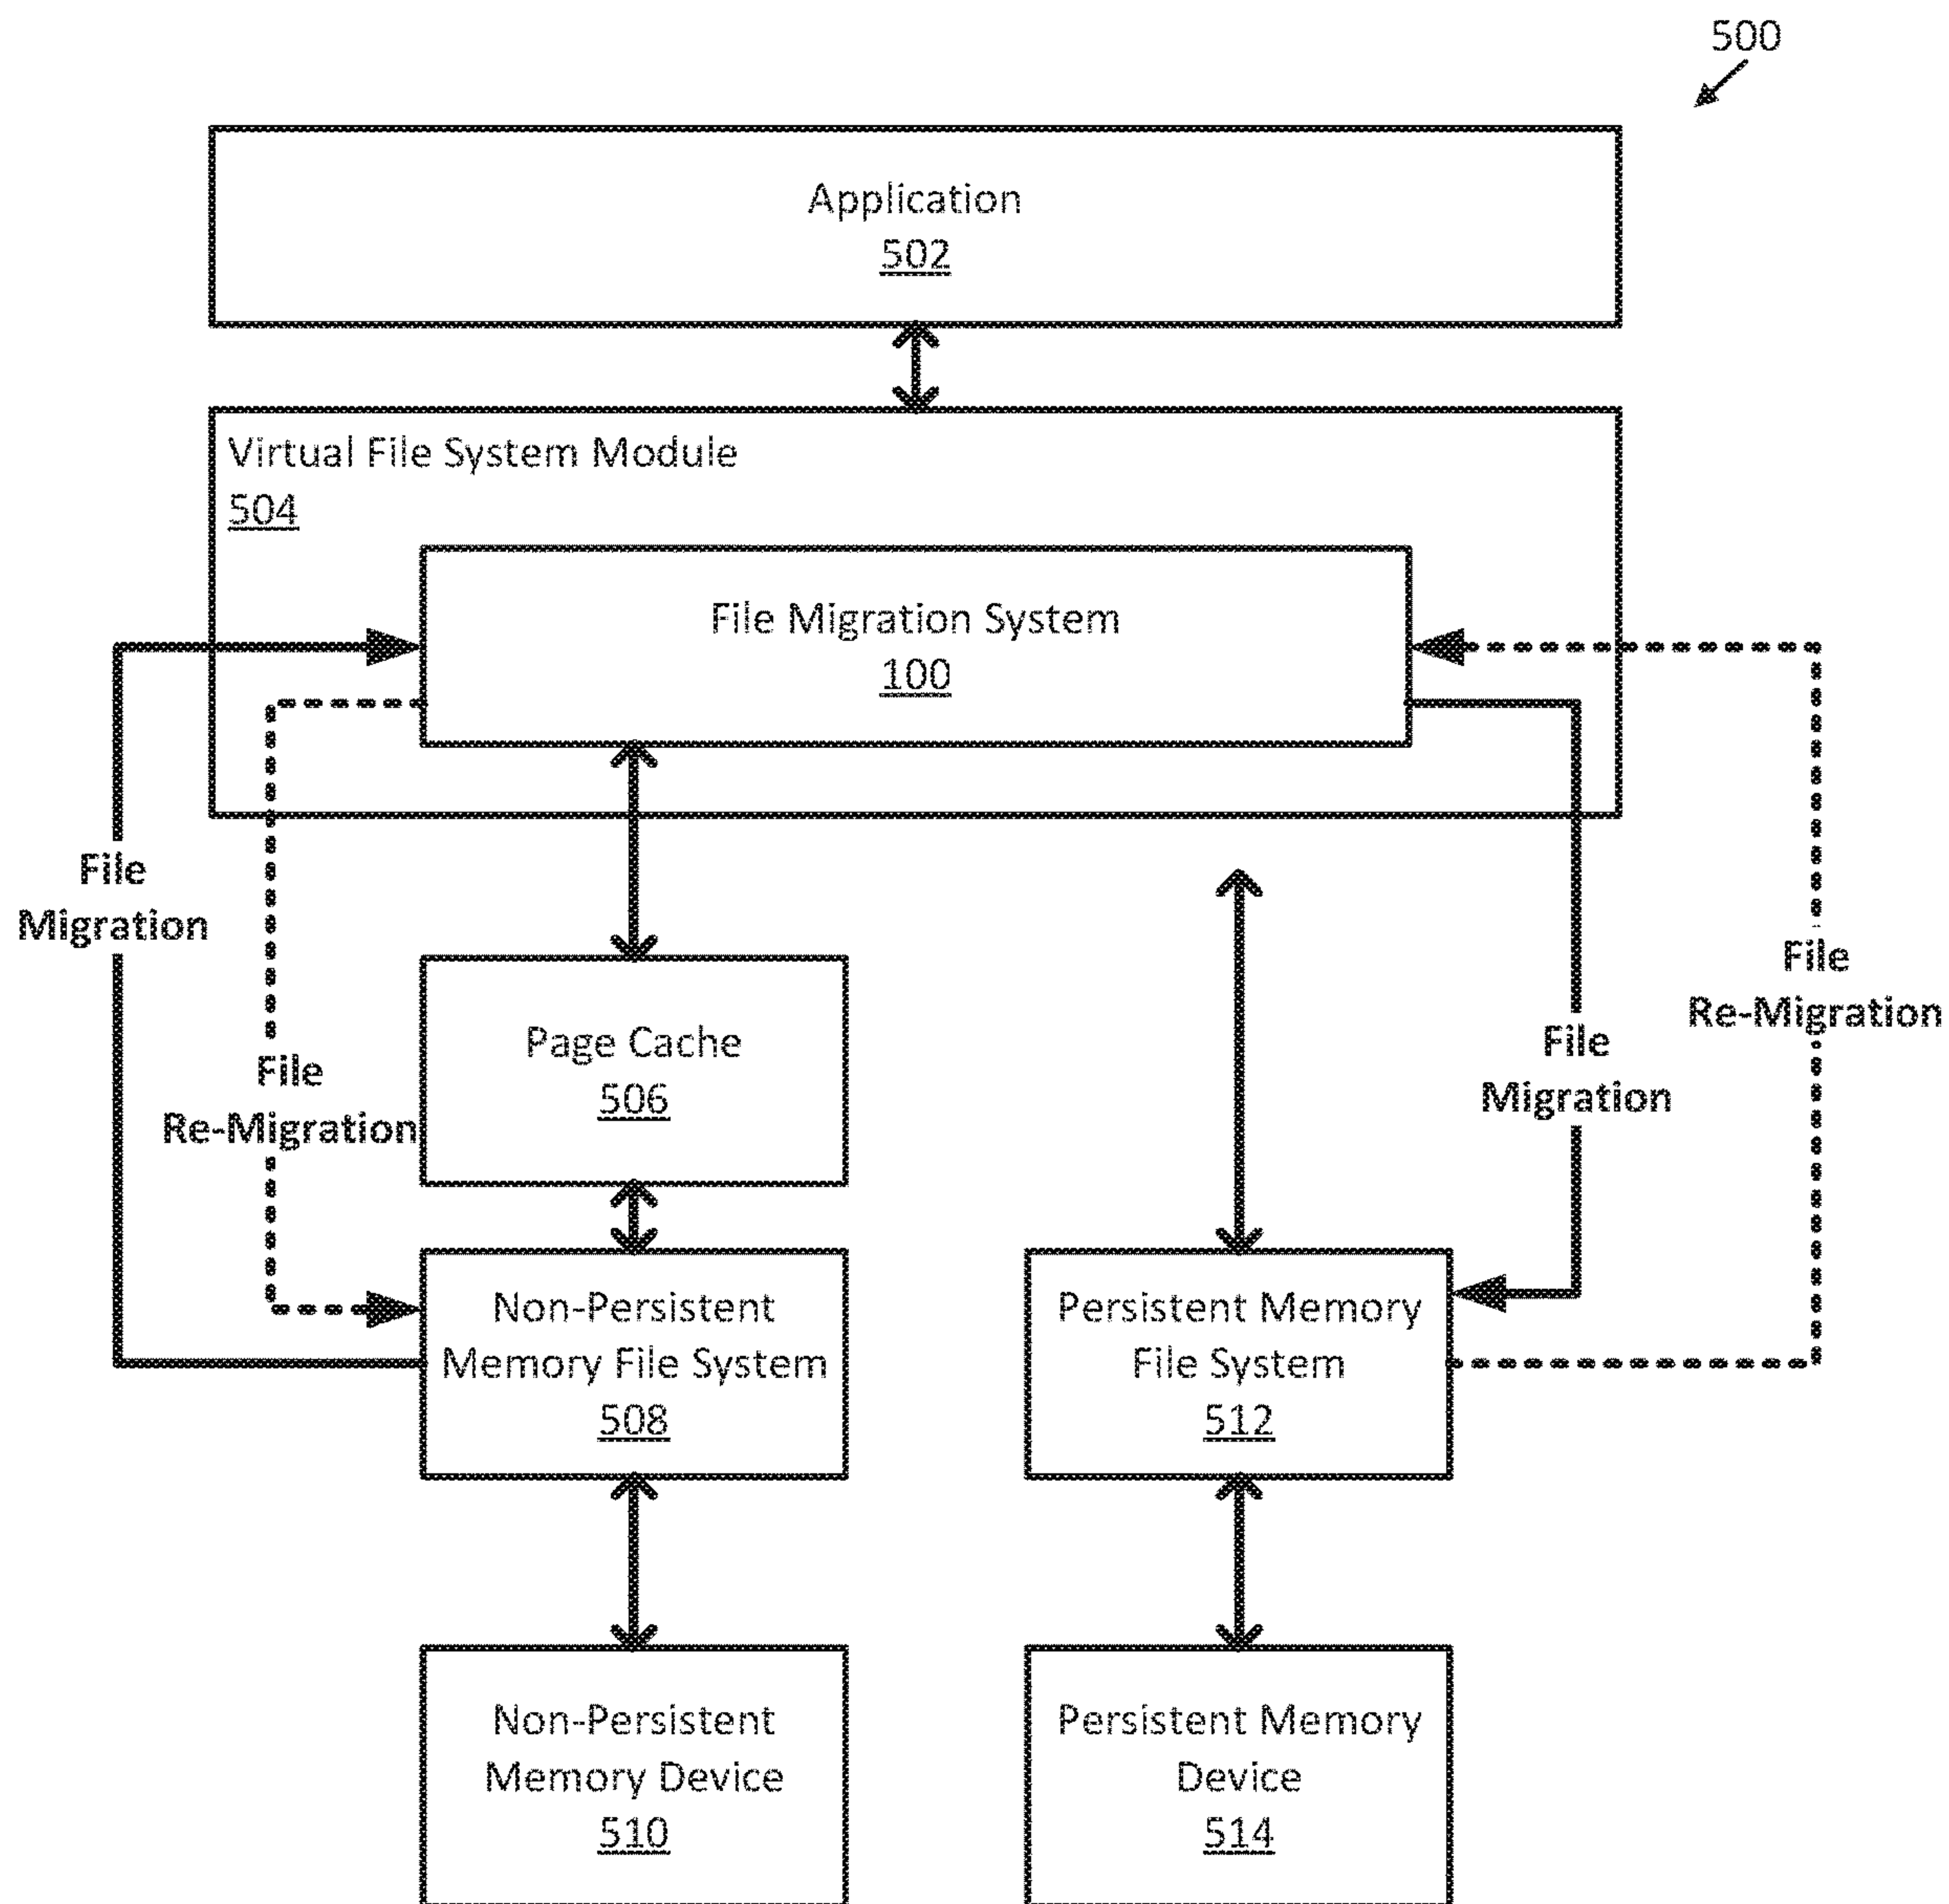 500
Application
502
Virtual File System Module
504
File Migration System
100
File
Migration
File
Re-Migration
Page Cache
506
File
Re-Migration
File
Migration
Non-Persistent
Memory File System
508
Persistent Memory
File System
512
Non-Persistent
Memory Device
510
Persistent Memory
Device
514